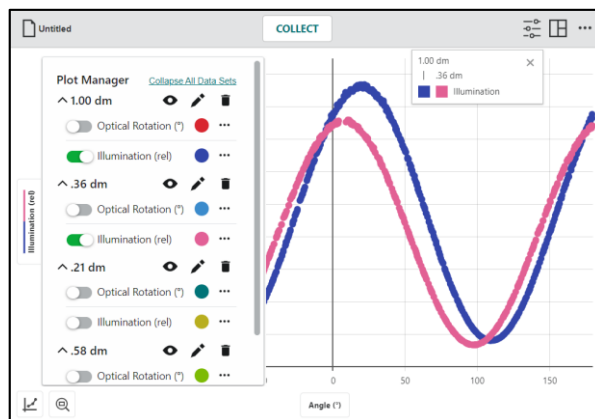 Untitled
COLLECT
Plot Manager Collapse All Data Sets
1.00 dm
Optical Rotation (°)
Illumination (rel)
.36 dm
Optical Rotation (°)
Illumination (rel)
.21 dm
Optical Rotation (°)
Illumination (rel)
.58 dm
Optical Rotation (°)
Illumination (rel)
1.00 dm
.36 dm
Illumination
0
50
100
150
Angle (°)